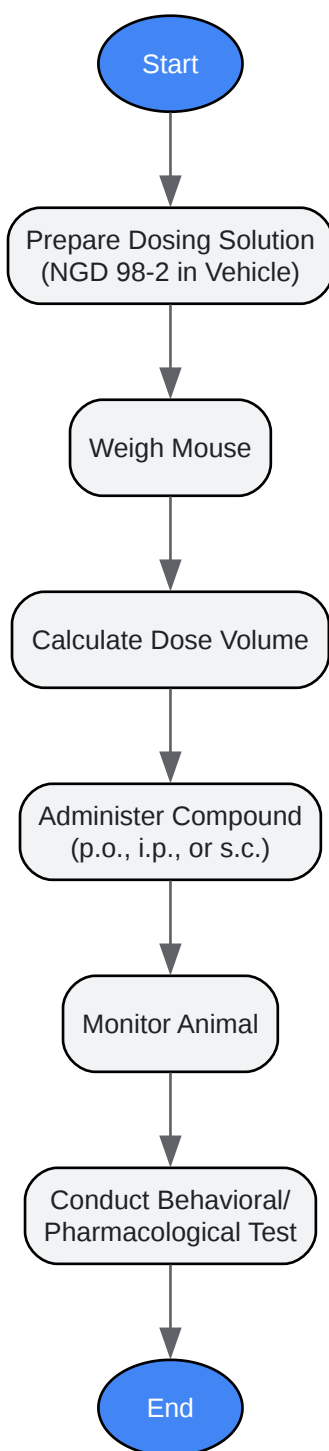 Start
Prepare Dosing Solution
(NGD 98-2 in Vehicle)
Weigh Mouse
Calculate Dose Volume
Administer Compound
(p.o., i.p., or s.c.)
Monitor Animal
Conduct Behavioral/
Pharmacological Test
End